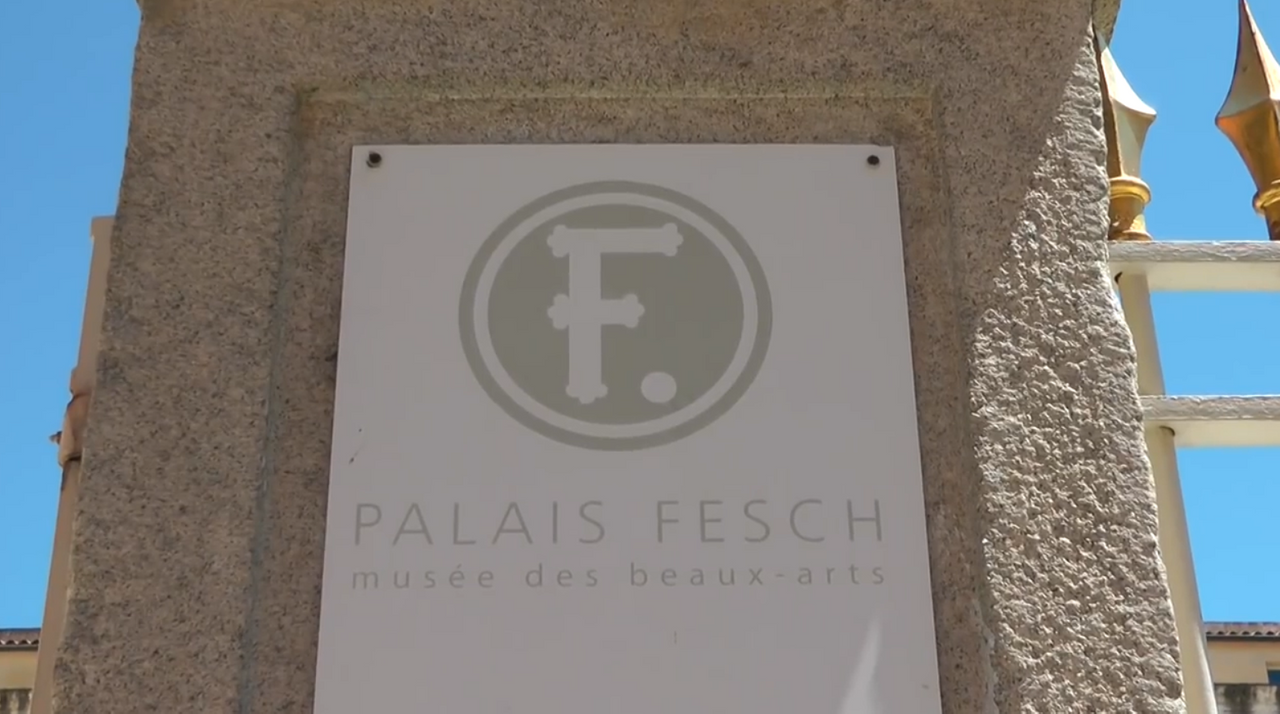 F.
PALAIS FESCH
musée des beaux-arts